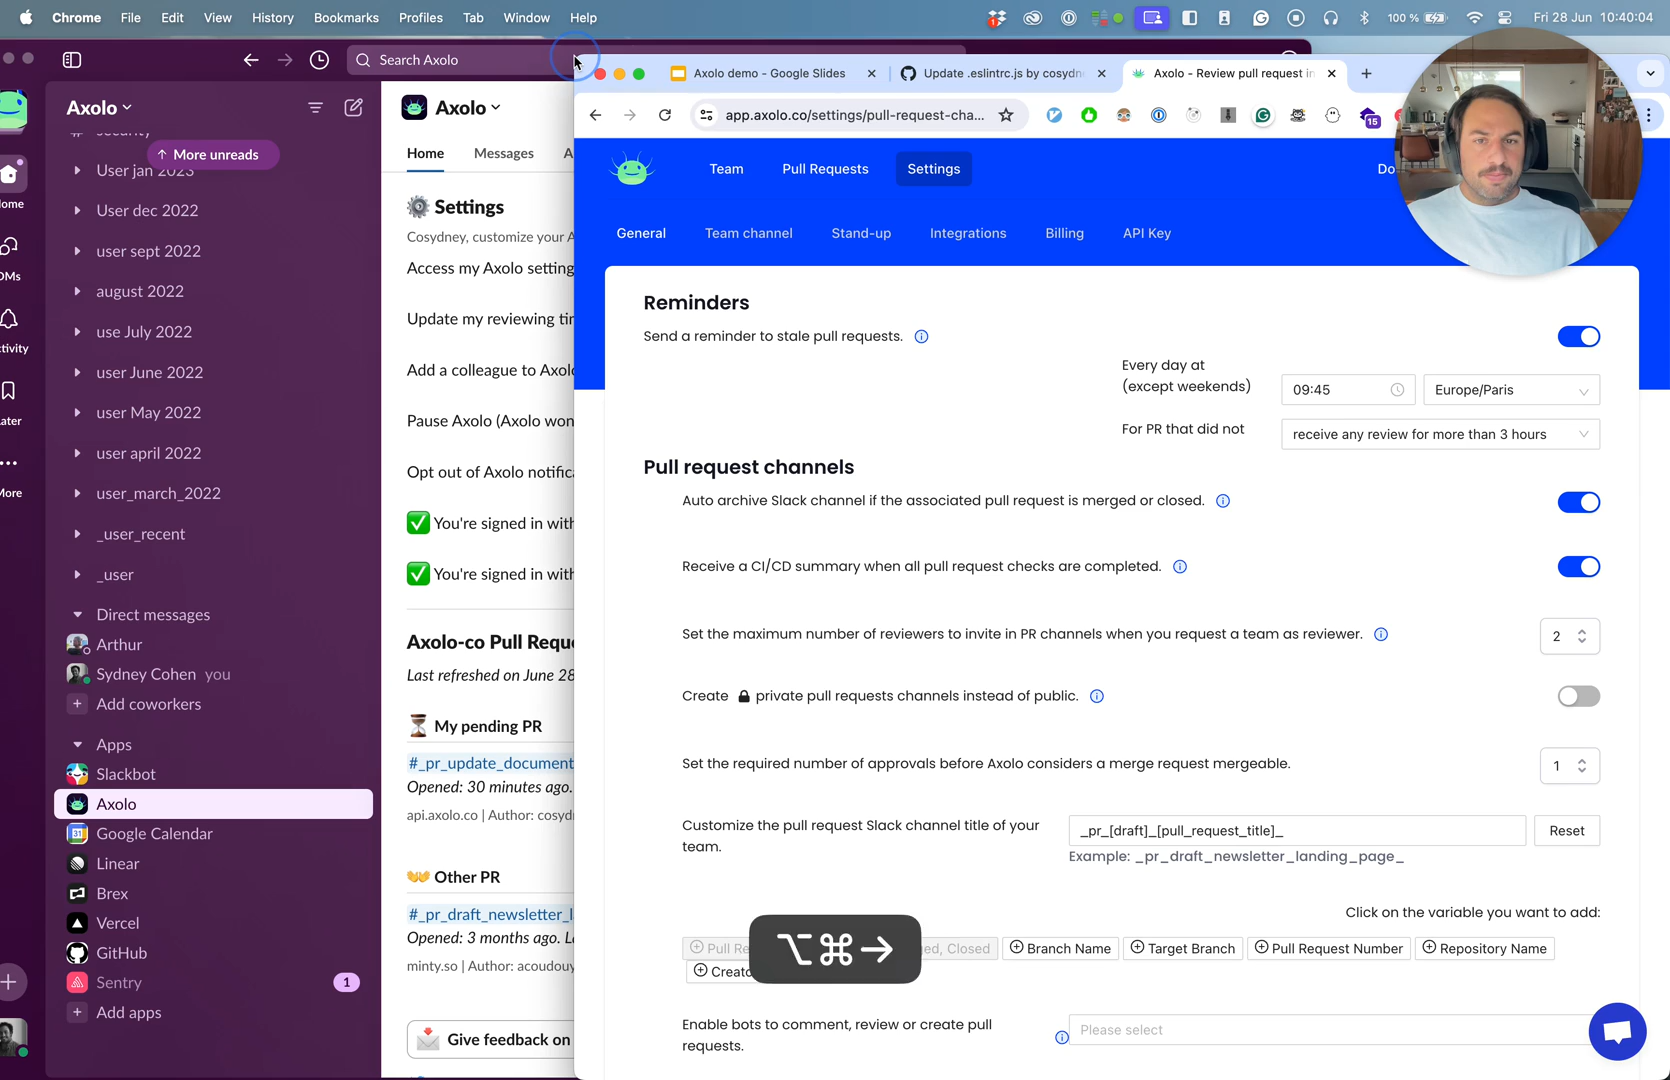 Chrome File Edit View History Bookmarks Profiles Tab Window Help
1
100 %
Fri 28 Jun 10:40:04
Search Axolo
Axolo
security
More unreads
User jan 2023
User dec 2022
user sept 2022
august 2022
use July 2022
user June 2022
user May 2022
user april 2022
user_march_2022
_user_recent
_user
Direct messages
Arthur
Sydney Cohen you
Add coworkers
Apps
Slackbot
Axolo
31 Google Calendar
Linear
Brex
Vercel
GitHub
Sentry 1
Add apps
Axolo
Home Messages A
Settings
Cosydney, customize your A
Access my Axolo setting
Update my reviewing tim
Add a colleague to Axolo
Pause Axolo (Axolo won
Opt out of Axolo notifica
You're signed in with
You're signed in with
Axolo-co Pull Reque
Last refreshed on June 28
My pending PR
#_pr_update_document
Opened: 30 minutes ago.
api.axolo.co | Author: cosydn
Other PR
#_pr_draft_newsletter_l
Opened: 3 months ago. La
minty.so | Author: acoudouy
Give feedback on
Axolo demo - Google Slides
Update .eslintrc.js by cosydn
Axolo - Review pull request in
app.axolo.co/settings/pull-request-cha...
15
Team Pull Requests Settings Do
General Team channel Stand-up Integrations Billing API Key
Reminders
Send a reminder to stale pull requests.
Every day at
(except weekends)
09:45 Europe/Paris
For PR that did not receive any review for more than 3 hours
Pull request channels
Auto archive Slack channel if the associated pull request is merged or closed.
Receive a CI/CD summary when all pull request checks are completed.
Set the maximum number of reviewers to invite in PR channels when you request a team as reviewer. 2
Create private pull requests channels instead of public.
Set the required number of approvals before Axolo considers a merge request mergeable. 1
Customize the pull request Slack channel title of your
team.
_pr_[draft]_[pull_request_title]_ Reset
Example: _pr_draft_newsletter_landing_page_
Click on the variable you want to add:
Pull Re ed, Closed Branch Name Target Branch Pull Request Number Repository Name
Creato
⌥⌘→
Enable bots to comment, review or create pull
requests.
Please select